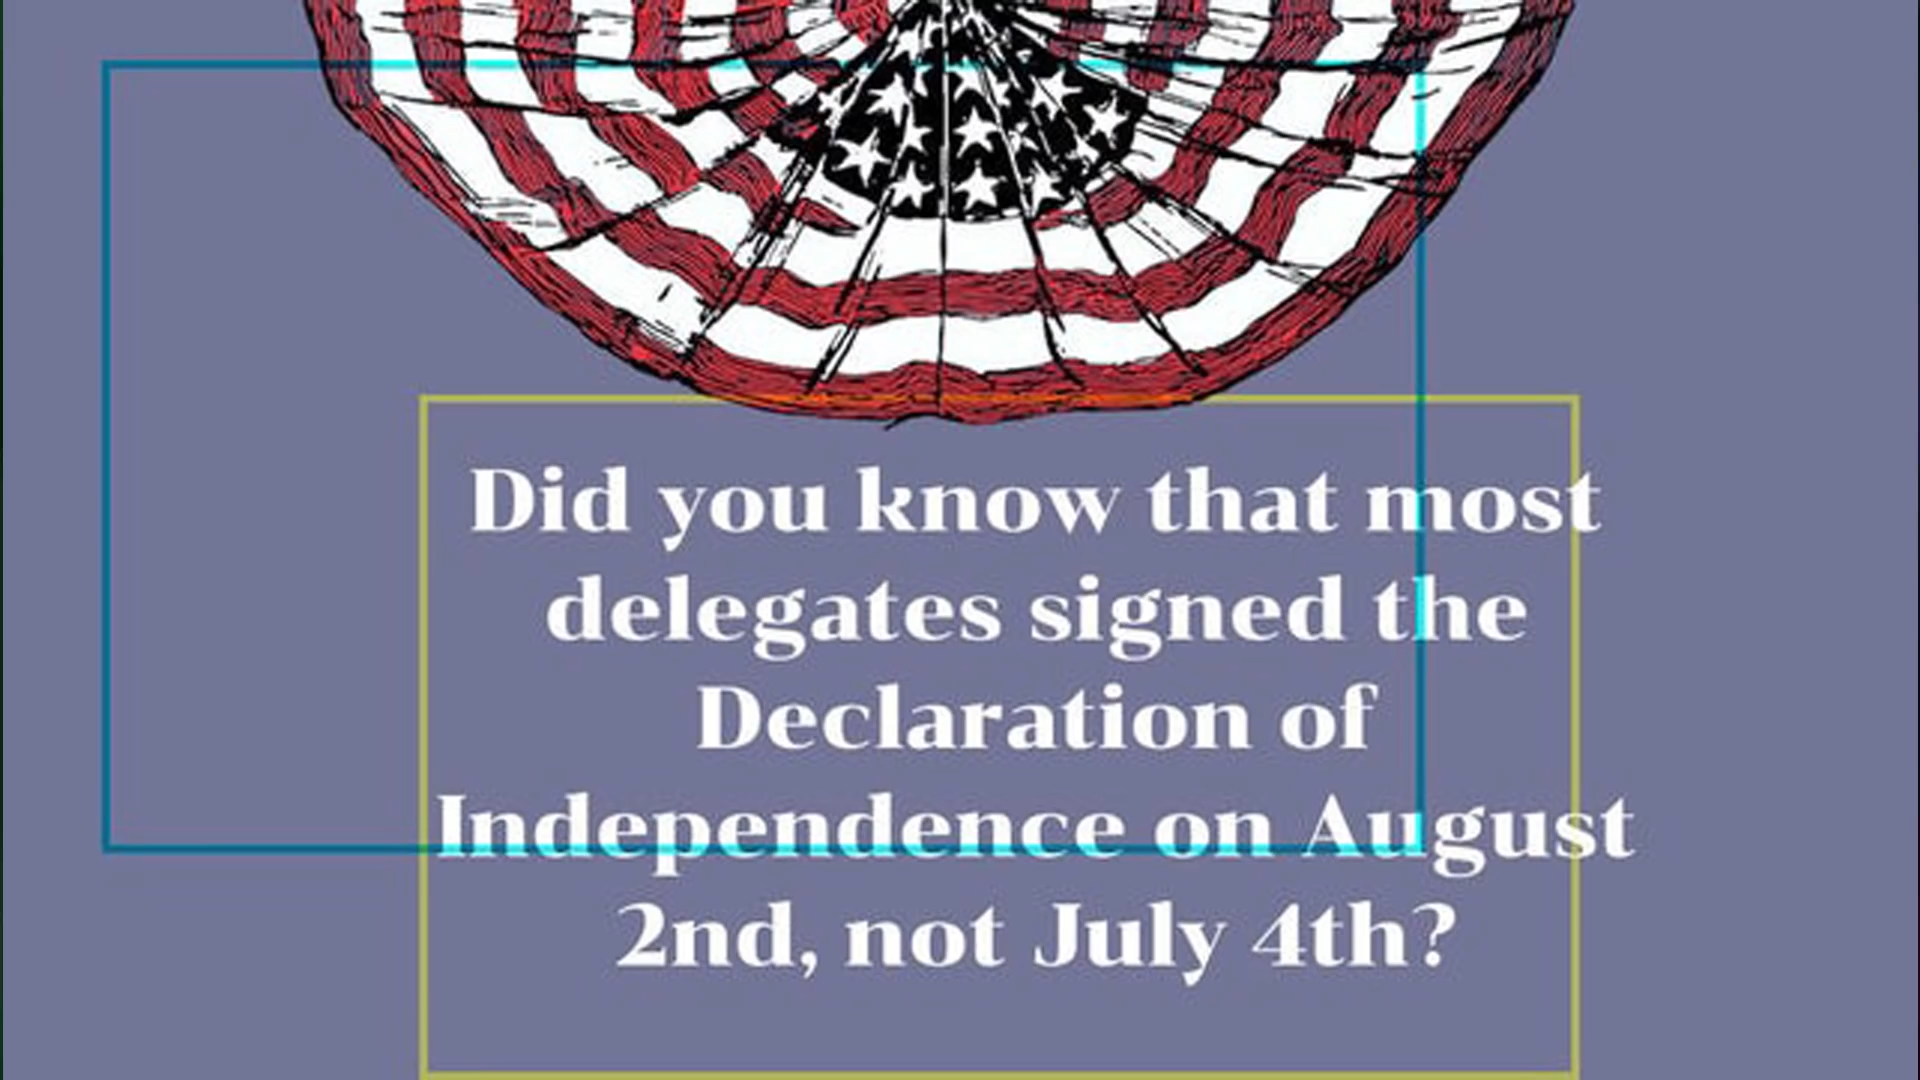 Did you know that most
delegates signed the
Declaration of
Independence on August
2nd, not July 4th?